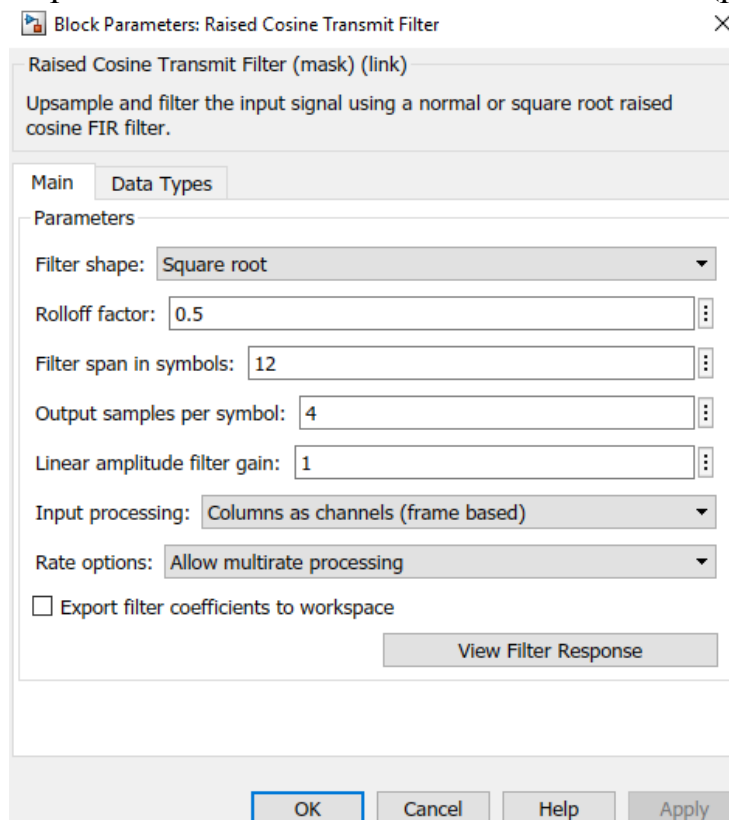 Block Parameters: Raised Cosine Transmit Filter
Raised Cosine Transmit Filter (mask) (link)
Upsample and filter the input signal using a normal or square root raised
cosine FIR filter.
Main Data Types
Parameters
Filter shape: Square root
Rolloff factor: 0.5
Filter span in symbols: 12
Output samples per symbol: 4
Linear amplitude filter gain: 1
Input processing: Columns as channels (frame based)
Rate options: Allow multirate processing
Export filter coefficients to workspace
View Filter Response
OK Cancel Help Apply